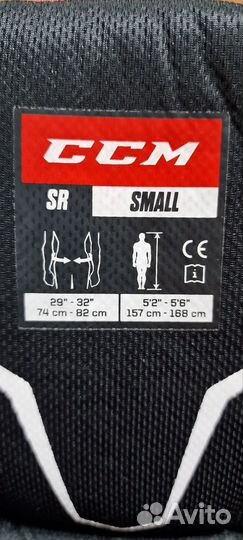 CCM
SR SMALL
CE
i
29" - 32" 5'2" - 5'6"
74 cm - 82 cm 157 cm - 168 cm
Avito